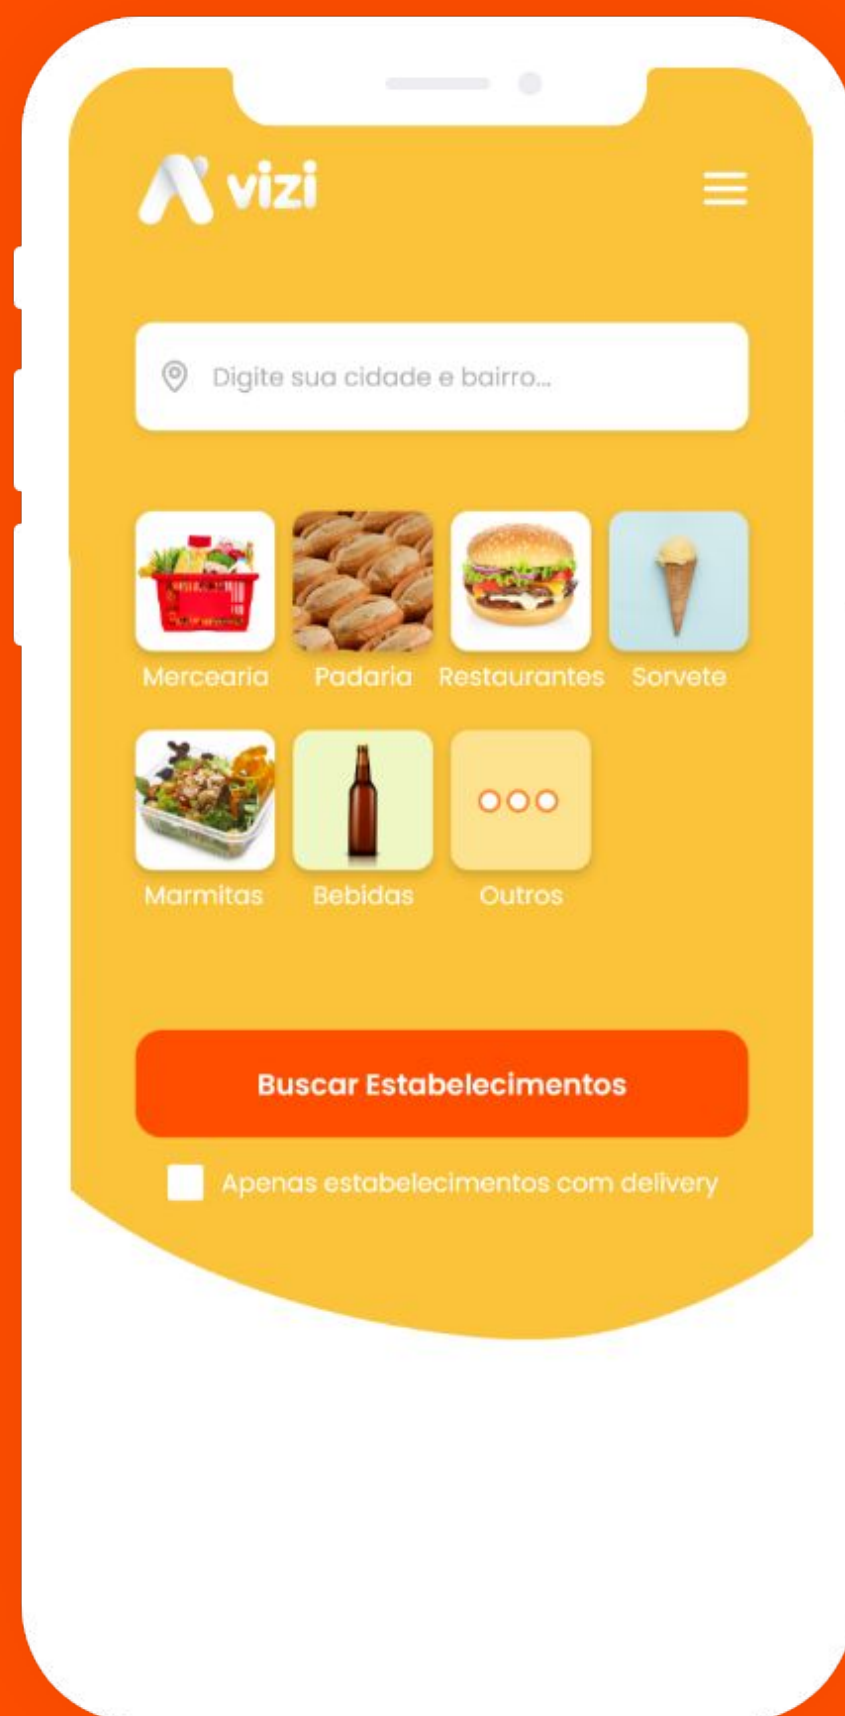 vizi
Digite sua cidade e bairro...
Mercearia Padaria Restaurantes Sorvete
Marmitas Bebidas Outros
Buscar Estabelecimentos
Apenas estabelecimentos com delivery